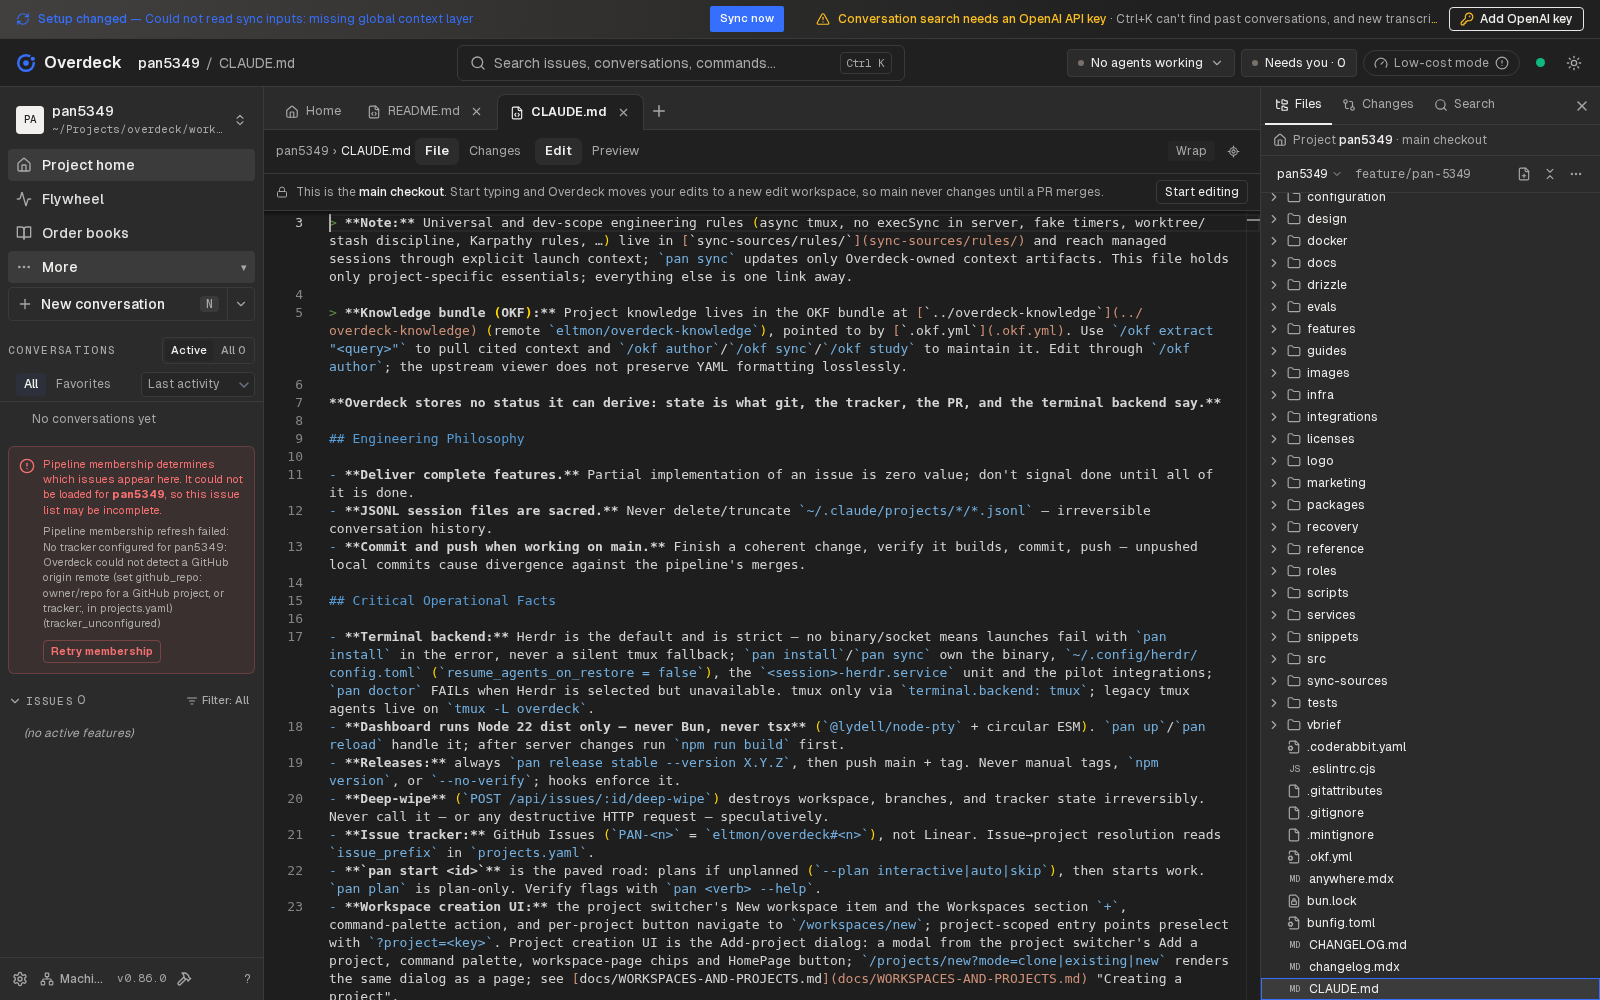 Setup changed — Could not read sync inputs: missing global context layer
Sync now
Conversation search needs an OpenAI API key · Ctrl+K can't find past conversations, and new transcri...
Add OpenAI key
Overdeck
pan5349 / CLAUDE.md
Search issues, conversations, commands...
Ctrl K
No agents working
Needs you · 0
Low-cost mode
PA
pan5349
~/Projects/overdeck/work...
Project home
Flywheel
Order books
More
New conversation
N
CONVERSATIONS
Active
All 0
All
Favorites
Last activity
No conversations yet
Pipeline membership determines
which issues appear here. It could not
be loaded for pan5349, so this issue
list may be incomplete.
Pipeline membership refresh failed:
No tracker configured for pan5349:
Overdeck could not detect a GitHub
origin remote (set github_repo:
owner/repo for a GitHub project, or
tracker:, in projects.yaml)
(tracker_unconfigured)
Retry membership
ISSUES 0
Filter: All
(no active features)
Machi...
v0.86.0
?
Home
README.md
CLAUDE.md
pan5349 › CLAUDE.md
File
Changes
Edit
Preview
Wrap
This is the main checkout. Start typing and Overdeck moves your edits to a new edit workspace, so main never changes until a PR merges.
Start editing
3 > **Note:** Universal and dev-scope engineering rules (async tmux, no execSync in server, fake timers, worktree/
stash discipline, Karpathy rules, …) live in [`sync-sources/rules/`](sync-sources/rules/) and reach managed
sessions through explicit launch context; `pan sync` updates only Overdeck-owned context artifacts. This file holds
only project-specific essentials; everything else is one link away.
4
5 > **Knowledge bundle (OKF):** Project knowledge lives in the OKF bundle at [`../overdeck-knowledge`](../
overdeck-knowledge) (remote `eltmon/overdeck-knowledge`), pointed to by [`.okf.yml`](.okf.yml). Use `/okf extract
"<query>"` to pull cited context and `/okf author`/`/okf sync`/`/okf study` to maintain it. Edit through `/okf
author`; the upstream viewer does not preserve YAML formatting losslessly.
6
7 **Overdeck stores no status it can derive: state is what git, the tracker, the PR, and the terminal backend say.**
8
9 ## Engineering Philosophy
10
11 - **Deliver complete features.** Partial implementation of an issue is zero value; don't signal done until all of
it is done.
12 - **JSONL session files are sacred.** Never delete/truncate `~/.claude/projects/*/*.jsonl` — irreversible
conversation history.
13 - **Commit and push when working on main.** Finish a coherent change, verify it builds, commit, push — unpushed
local commits cause divergence against the pipeline's merges.
14
15 ## Critical Operational Facts
16
17 - **Terminal backend:** Herdr is the default and is strict — no binary/socket means launches fail with `pan
install` in the error, never a silent tmux fallback; `pan install`/`pan sync` own the binary, `~/.config/herdr/
config.toml` (`resume_agents_on_restore = false`), the `<session>-herdr.service` unit and the pilot integrations;
`pan doctor` FAILs when Herdr is selected but unavailable. tmux only via `terminal.backend: tmux`; legacy tmux
agents live on `tmux -L overdeck`.
18 - **Dashboard runs Node 22 dist only — never Bun, never tsx** (`@lydell/node-pty` + circular ESM). `pan up`/`pan
reload` handle it; after server changes run `npm run build` first.
19 - **Releases:** always `pan release stable --version X.Y.Z`, then push main + tag. Never manual tags, `npm
version`, or `--no-verify`; hooks enforce it.
20 - **Deep-wipe** (`POST /api/issues/:id/deep-wipe`) destroys workspace, branches, and tracker state irreversibly.
Never call it — or any destructive HTTP request — speculatively.
21 - **Issue tracker:** GitHub Issues (`PAN-<n>` = `eltmon/overdeck#<n>`), not Linear. Issue→project resolution reads
`issue_prefix` in `projects.yaml`.
22 - **`pan start <id>`** is the paved road: plans if unplanned (`--plan interactive|auto|skip`), then starts work.
`pan plan` is plan-only. Verify flags with `pan <verb> --help`.
23 - **Workspace creation UI:** the project switcher's New workspace item and the Workspaces section `+`,
command-palette action, and per-project button navigate to `/workspaces/new`; project-scoped entry points preselect
with `?project=<key>`. Project creation UI is the Add-project dialog: a modal from the project switcher's Add a
project, command palette, workspace-page chips and HomePage button; `/projects/new?mode=clone|existing|new` renders
the same dialog as a page; see [docs/WORKSPACES-AND-PROJECTS.md](docs/WORKSPACES-AND-PROJECTS.md) "Creating a
project".
Files
Changes
Search
Project pan5349 · main checkout
pan5349
feature/pan-5349
configuration
design
docker
docs
drizzle
evals
features
guides
images
infra
integrations
licenses
logo
marketing
packages
recovery
reference
roles
scripts
services
snippets
src
sync-sources
tests
vbrief
.coderabbit.yaml
JS .eslintrc.cjs
.gitattributes
.gitignore
.mintignore
.okf.yml
MD anywhere.mdx
bun.lock
bunfig.toml
MD CHANGELOG.md
MD changelog.mdx
MD CLAUDE.md